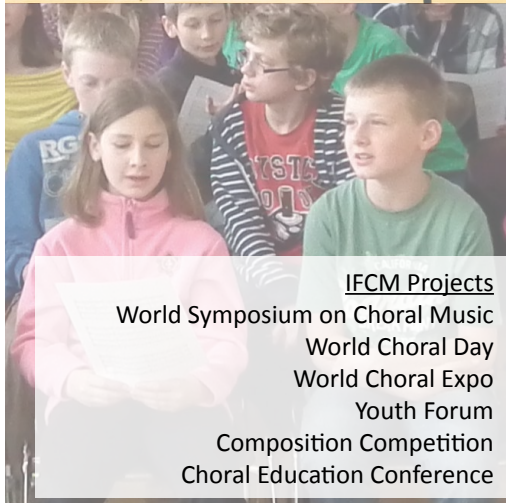 RG
YSTIC
IFCM Projects
World Symposium on Choral Music
World Choral Day
World Choral Expo
Youth Forum
Composition Competition
Choral Education Conference